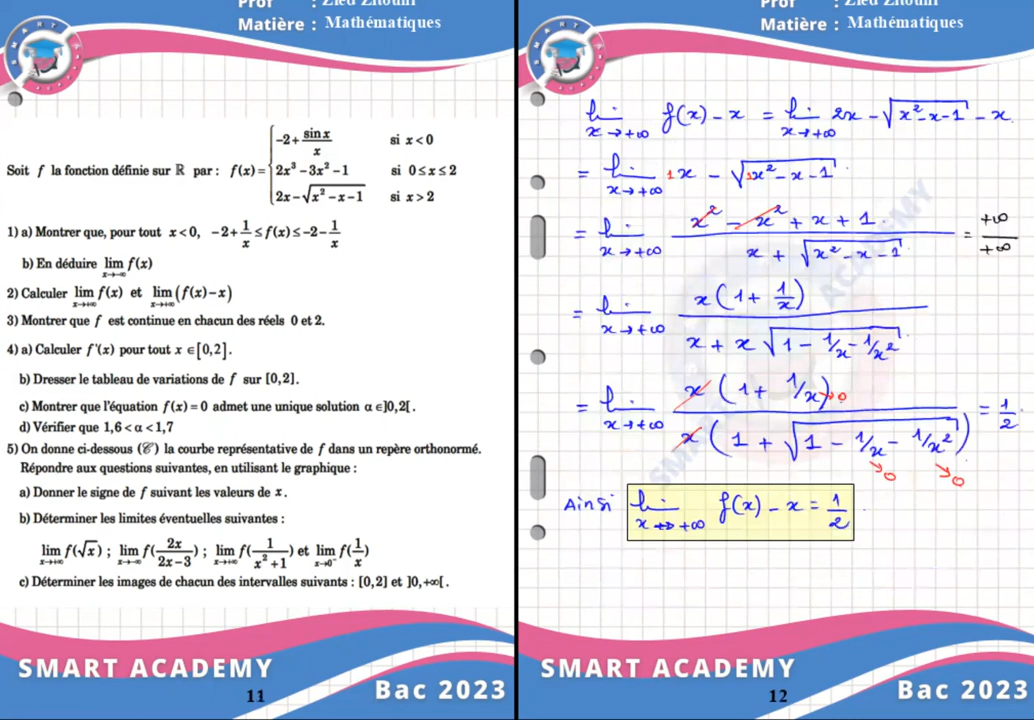 Prof : Zied Zitouni
Matière : Mathématiques
SMART
Soit f la fonction définie sur ℝ par : f(x) = { -2 + sin x / x si x < 0
2x³ - 3x² - 1 si 0 ≤ x ≤ 2
2x - √(x² - x - 1) si x > 2
1) a) Montrer que, pour tout x < 0, -2 + 1/x ≤ f(x) ≤ -2 - 1/x
b) En déduire lim x→-∞ f(x)
2) Calculer lim x→+∞ f(x) et lim x→+∞ (f(x) - x)
3) Montrer que f est continue en chacun des réels 0 et 2.
4) a) Calculer f'(x) pour tout x ∈ [0,2].
b) Dresser le tableau de variations de f sur [0,2].
c) Montrer que l'équation f(x) = 0 admet une unique solution α ∈ ]0,2[.
d) Vérifier que 1,6 < α < 1,7
5) On donne ci-dessous (𝒞) la courbe représentative de f dans un repère orthonormé.
Répondre aux questions suivantes, en utilisant le graphique :
a) Donner le signe de f suivant les valeurs de x.
b) Déterminer les limites éventuelles suivantes :
lim x→+∞ f(√x) ; lim x→-∞ f(2x/(2x-3)) ; lim x→+∞ f(1/(x²+1)) et lim x→0⁻ f(1/x)
c) Déterminer les images de chacun des intervalles suivants : [0,2] et ]0,+∞[.
SMART ACADEMY
11
Bac 2023
Prof : Zied Zitouni
Matière : Mathématiques
SMART
lim x→+∞ f(x) - x = lim x→+∞ 2x - √(x² - x - 1) - x
= lim x→+∞ 1x - √(1x² - x - 1)
= lim x→+∞ (x² - x² + x + 1) / (x + √(x² - x - 1)) = +∞/+∞
= lim x→+∞ x(1 + 1/x) / (x + x√(1 - 1/x - 1/x²))
= lim x→+∞ x(1 + 1/x →0) / (x(1 + √(1 - 1/x - 1/x²))) = 1/2
→0 →0
Ainsi lim x→+∞ f(x) - x = 1/2
SMART ACADEMY
SMART ACADEMY
12
Bac 2023